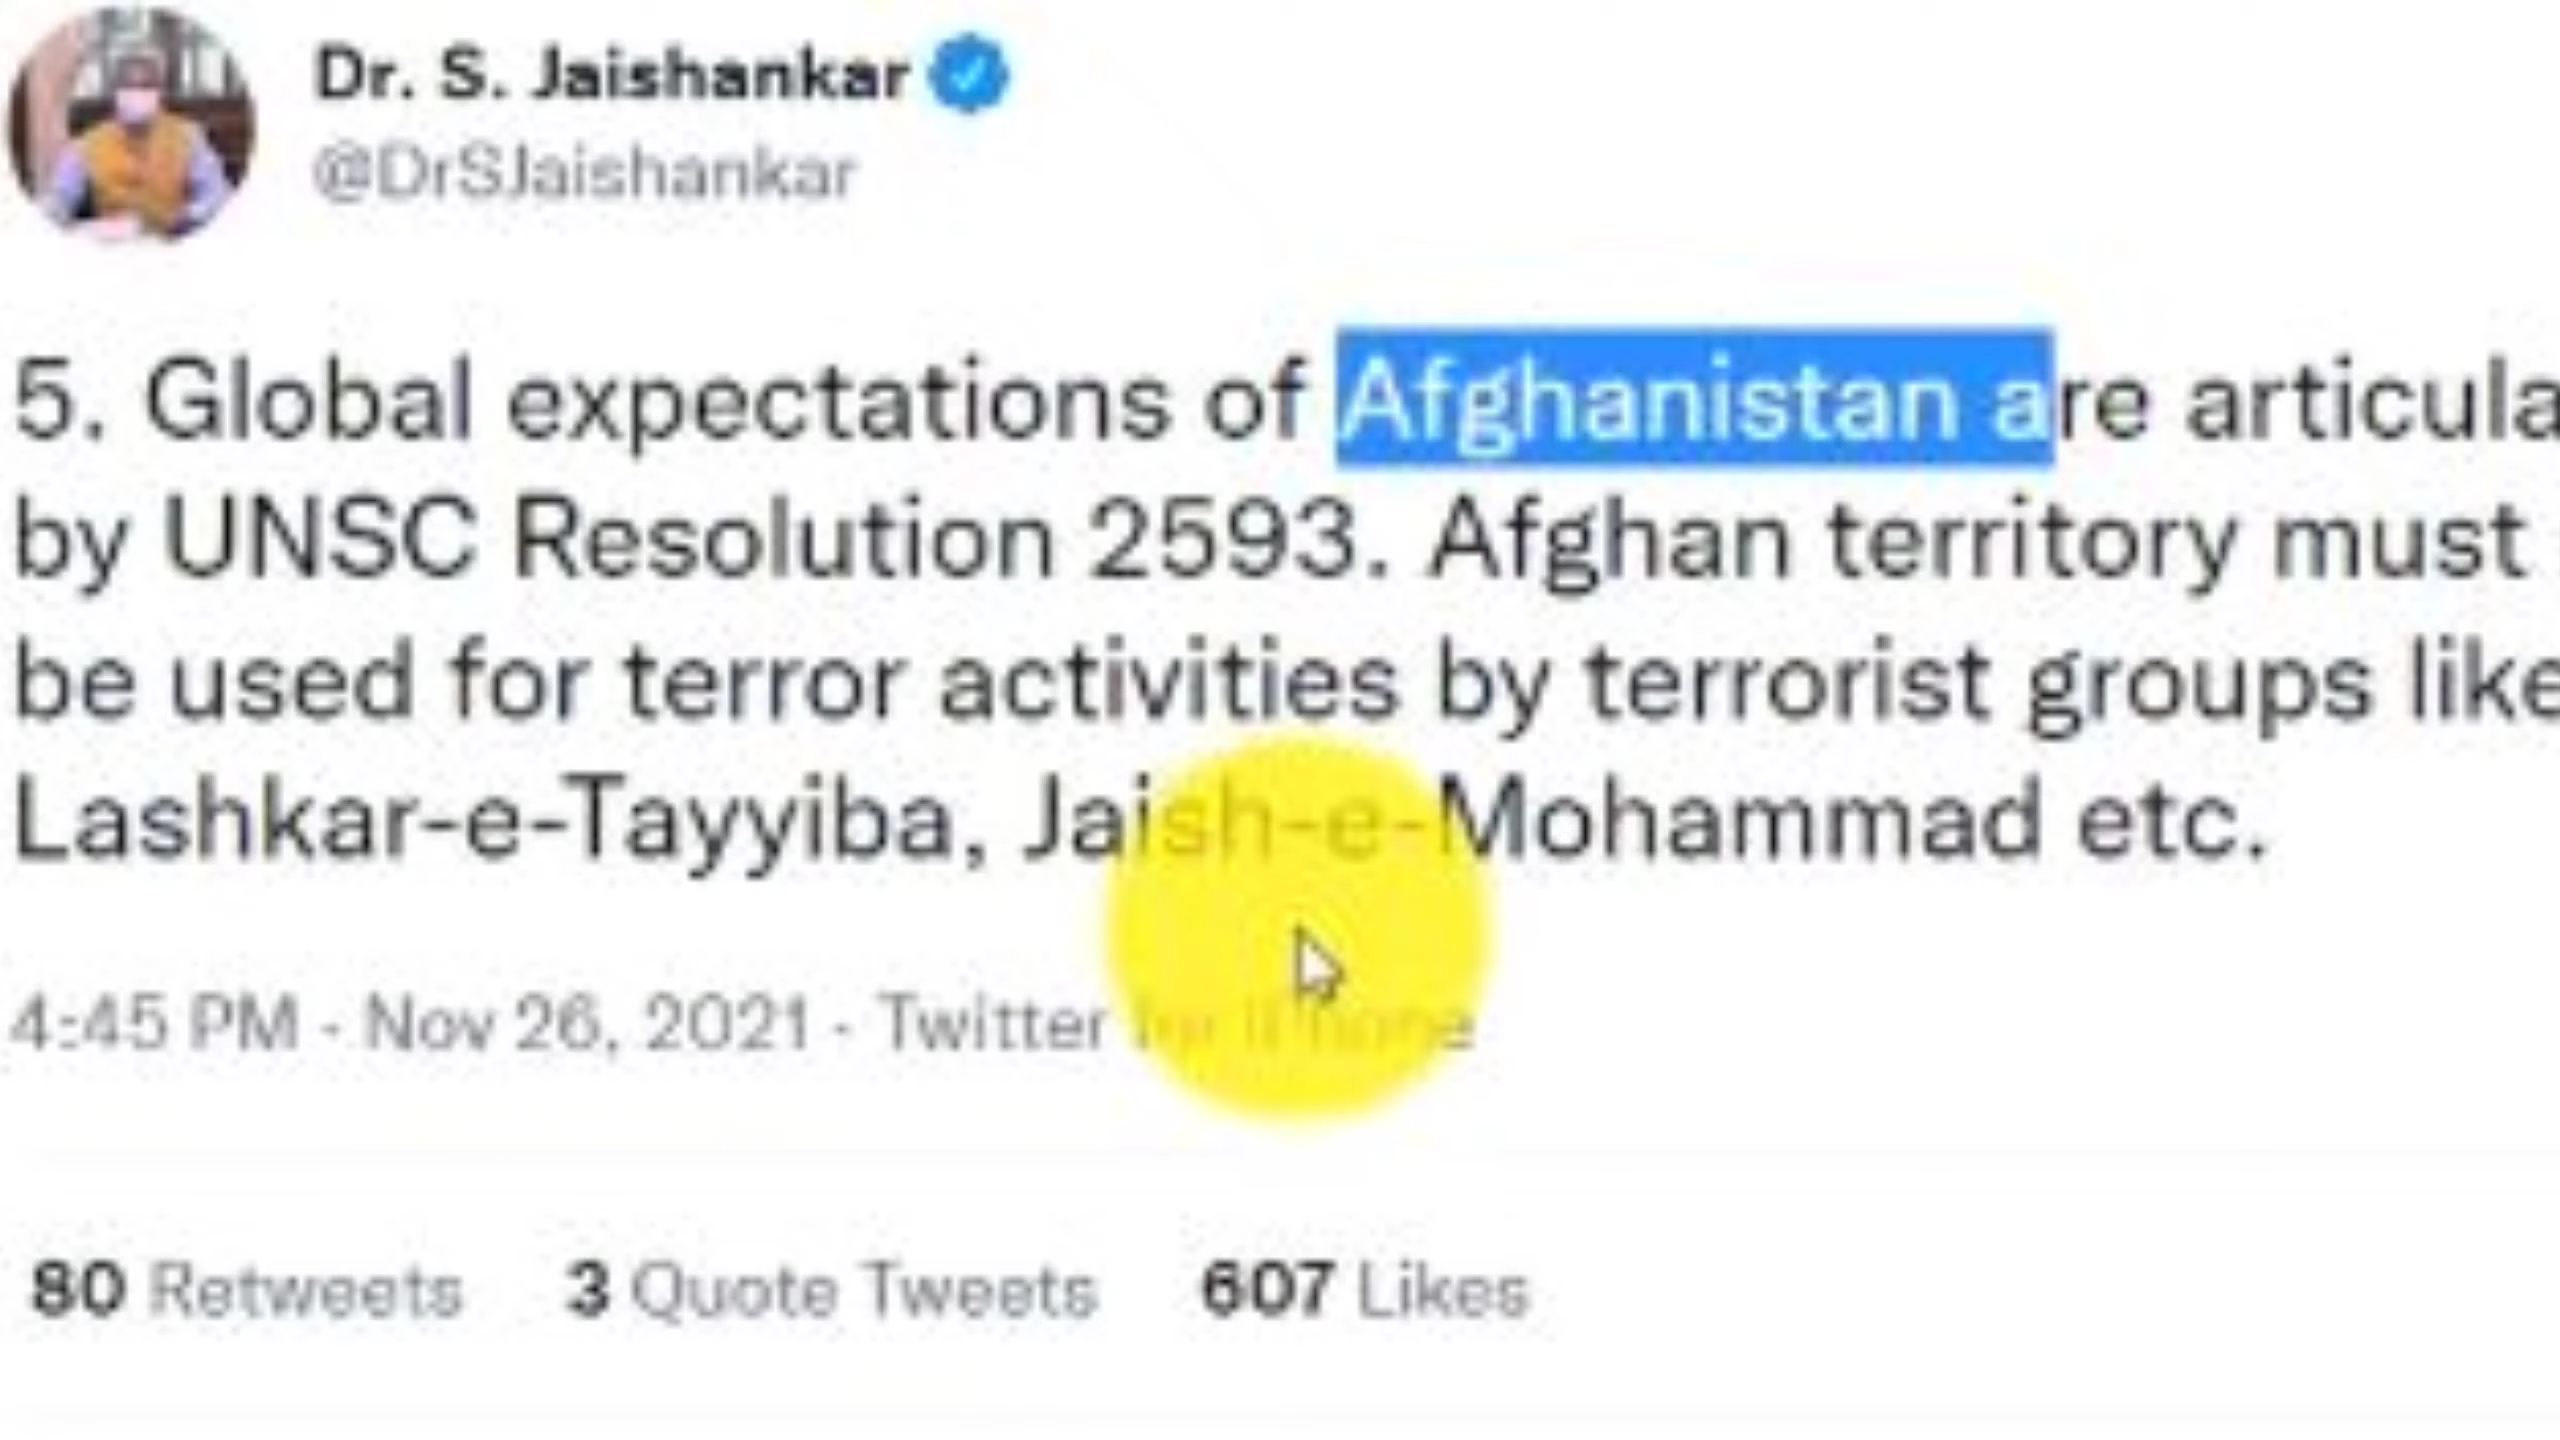 Dr. S. Jaishankar
@DrSJaishankar
5. Global expectations of Afghanistan are articula
by UNSC Resolution 2593. Afghan territory must
be used for terror activities by terrorist groups like
Lashkar-e-Tayyiba, Jaish-e-Mohammad etc.
4:45 PM · Nov 26, 2021 · Twitter for iPhone
80 Retweets 3 Quote Tweets 607 Likes